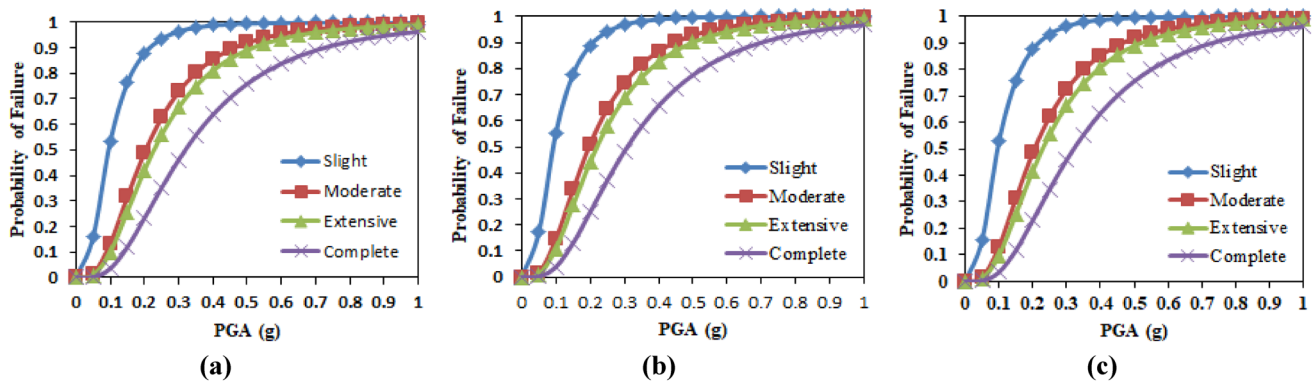 Probability of Failure
1
0.9
0.8
0.7
0.6
0.5
0.4
0.3
0.2
0.1
0
Slight
Moderate
Extensive
Complete
0 0.1 0.2 0.3 0.4 0.5 0.6 0.7 0.8 0.9 1
PGA (g)
(a)
Probability of Failure
1
0.9
0.8
0.7
0.6
0.5
0.4
0.3
0.2
0.1
0
Slight
Moderate
Extensive
Complete
0 0.1 0.2 0.3 0.4 0.5 0.6 0.7 0.8 0.9 1
PGA (g)
(b)
Probability of Failure
1
0.9
0.8
0.7
0.6
0.5
0.4
0.3
0.2
0.1
0
Slight
Moderate
Extensive
Complete
0 0.1 0.2 0.3 0.4 0.5 0.6 0.7 0.8 0.9 1
PGA (g)
(c)